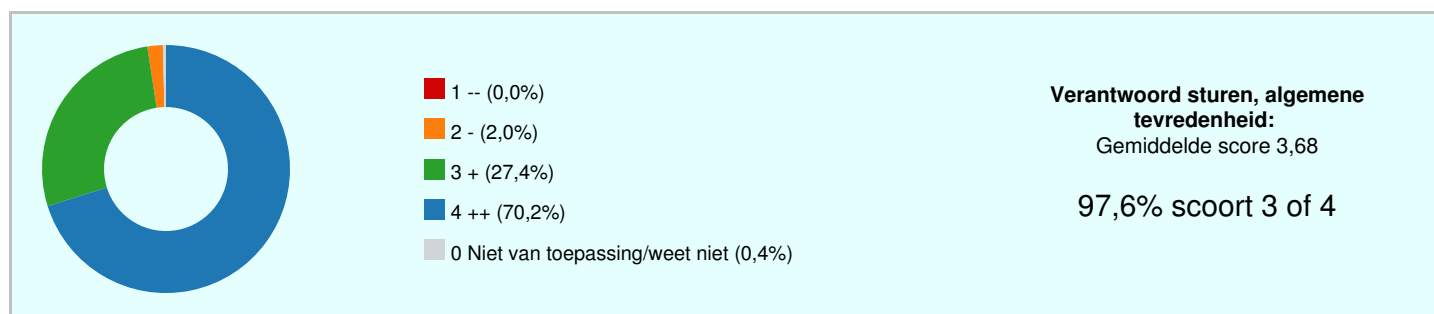 1 -- (0,0%)
2 - (2,0%)
3 + (27,4%)
4 ++ (70,2%)
0 Niet van toepassing/weet niet (0,4%)
Verantwoord sturen, algemene
tevredenheid:
Gemiddelde score 3,68
97,6% scoort 3 of 4